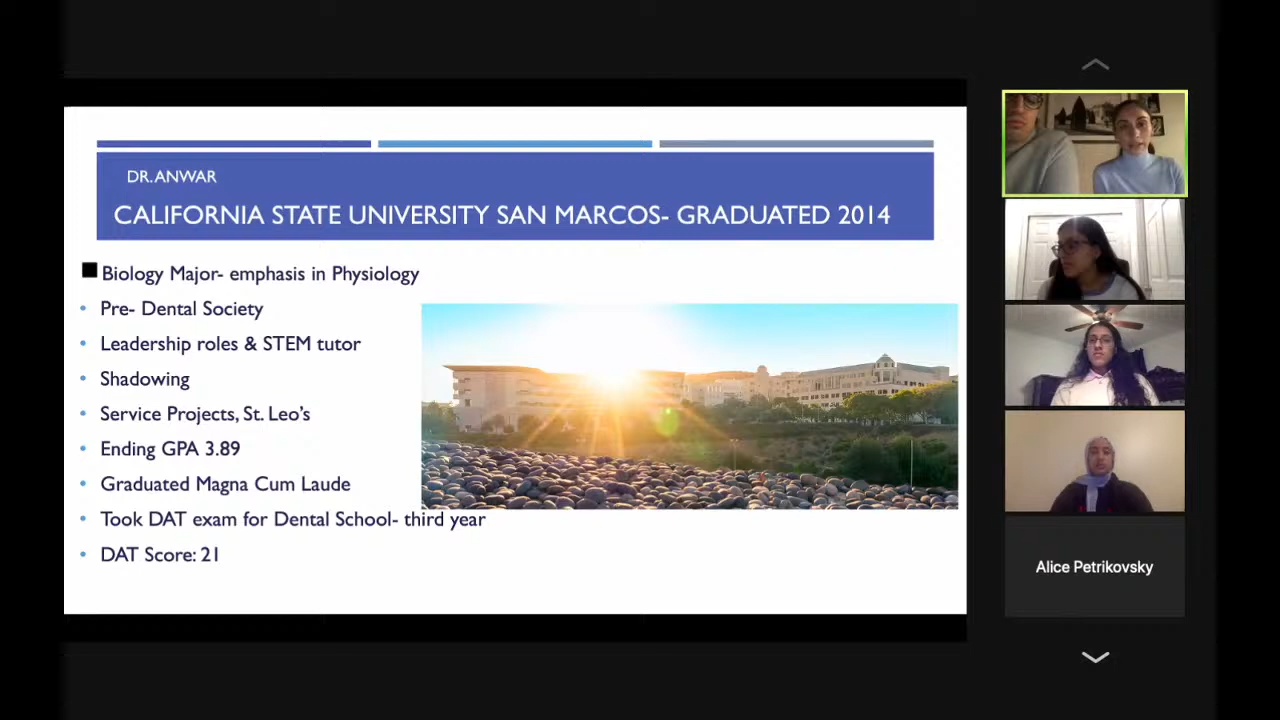 DR. ANWAR
CALIFORNIA STATE UNIVERSITY SAN MARCOS- GRADUATED 2014
Biology Major- emphasis in Physiology
Pre- Dental Society
Leadership roles & STEM tutor
Shadowing
Service Projects, St. Leo's
Ending GPA 3.89
Graduated Magna Cum Laude
Took DAT exam for Dental School- third year
DAT Score: 21
Alice Petrikovsky